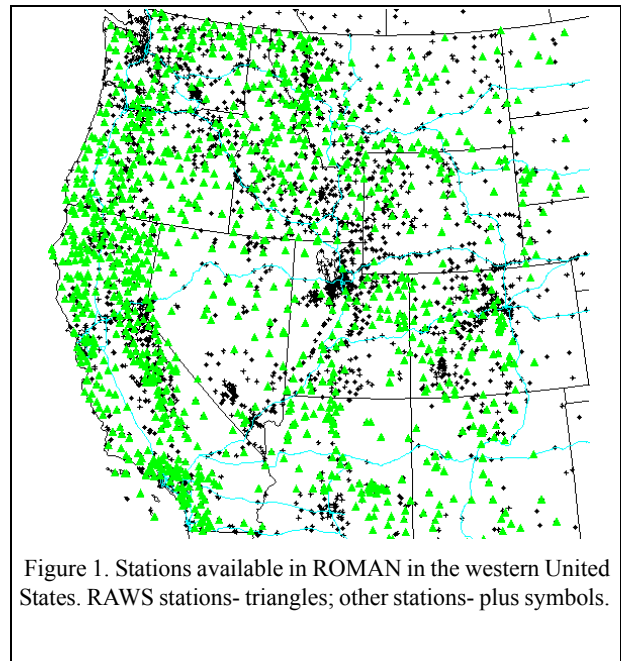 Figure 1. Stations available in ROMAN in the western United
States. RAWS stations- triangles; other stations- plus symbols.